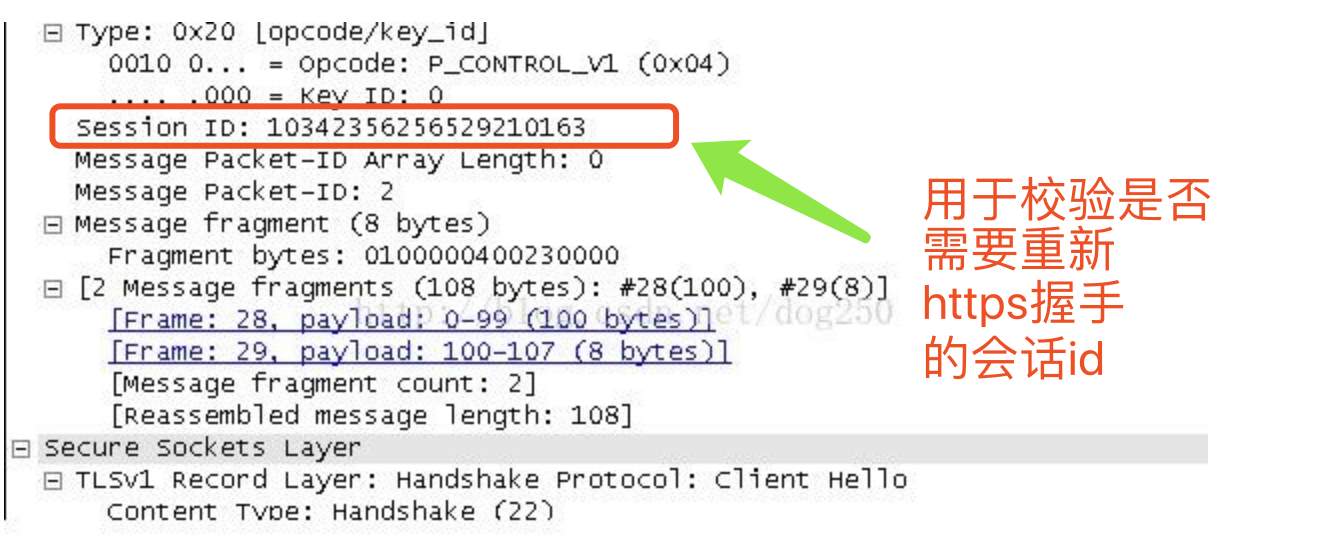 Type: 0x20 [opcode/key_id]
0010 0... = Opcode: P_CONTROL_V1 (0x04)
.... .000 = Key ID: 0
Session ID: 10342356256529210163
Message Packet-ID Array Length: 0
Message Packet-ID: 2
Message fragment (8 bytes)
Fragment bytes: 0100000400230000
[2 Message fragments (108 bytes): #28(100), #29(8)]
[Frame: 28, payload: 0-99 (100 bytes)]
[Frame: 29, payload: 100-107 (8 bytes)]
[Message fragment count: 2]
[Reassembled message length: 108]
Secure Sockets Layer
TLSv1 Record Layer: Handshake Protocol: Client Hello
Content Type: Handshake (22)
用于校验是否
需要重新
https握手
的会话id
http://blog.csdn.net/dog250